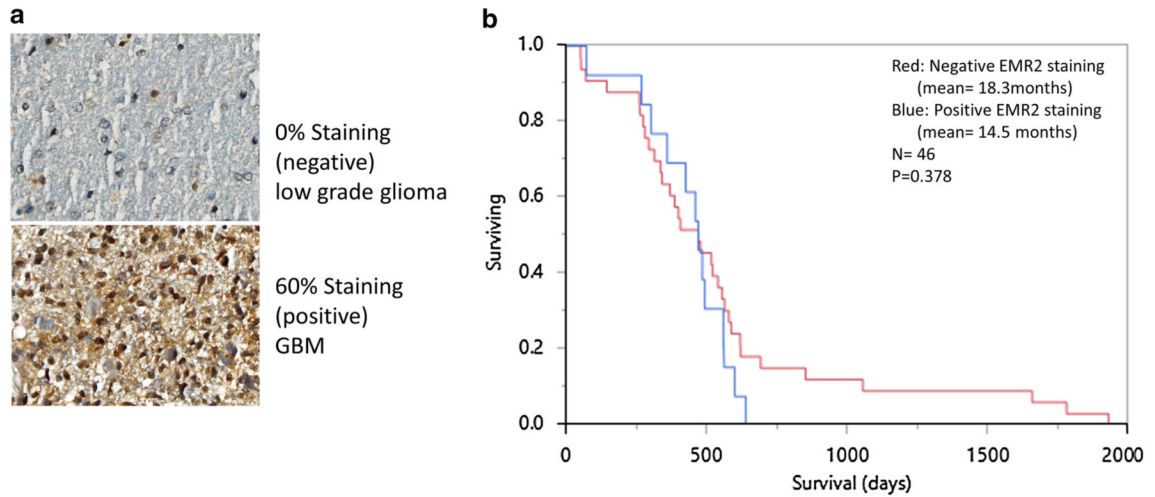 a
0% Staining
(negative)
low grade glioma
60% Staining
(positive)
GBM
b
Red: Negative EMR2 staining
(mean= 18.3months)
Blue: Positive EMR2 staining
(mean= 14.5 months)
N= 46
P=0.378
Surviving
1.0
0.8
0.6
0.4
0.2
0.0
0 500 1000 1500 2000
Survival (days)